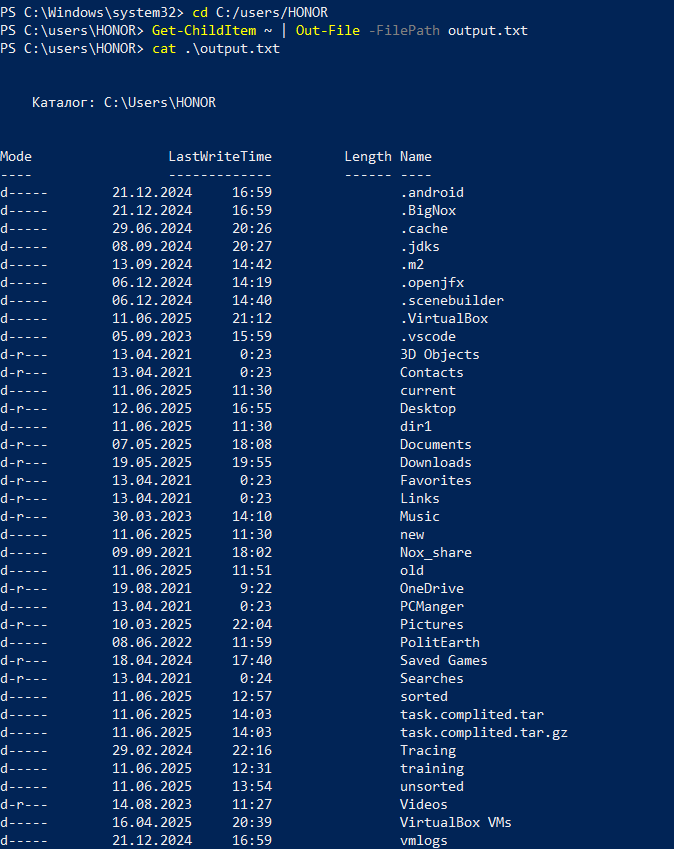 PS C:\Windows\system32> cd C:/users/HONOR
PS C:\users\HONOR> Get-ChildItem ~ | Out-File -FilePath output.txt
PS C:\users\HONOR> cat .\output.txt
Каталог: C:\Users\HONOR
Mode LastWriteTime Length Name
---- ------------- ------ ----
d----- 21.12.2024 16:59 .android
d----- 21.12.2024 16:59 .BigNox
d----- 29.06.2024 20:26 .cache
d----- 08.09.2024 20:27 .jdks
d----- 13.09.2024 14:42 .m2
d----- 06.12.2024 14:19 .openjfx
d----- 06.12.2024 14:40 .scenebuilder
d----- 11.06.2025 21:12 .VirtualBox
d----- 05.09.2023 15:59 .vscode
d-r--- 13.04.2021 0:23 3D Objects
d-r--- 13.04.2021 0:23 Contacts
d----- 11.06.2025 11:30 current
d-r--- 12.06.2025 16:55 Desktop
d----- 11.06.2025 11:30 dir1
d-r--- 07.05.2025 18:08 Documents
d-r--- 19.05.2025 19:55 Downloads
d-r--- 13.04.2021 0:23 Favorites
d-r--- 13.04.2021 0:23 Links
d-r--- 30.03.2023 14:10 Music
d----- 11.06.2025 11:30 new
d----- 09.09.2021 18:02 Nox_share
d----- 11.06.2025 11:51 old
d-r--- 19.08.2021 9:22 OneDrive
d----- 13.04.2021 0:23 PCManger
d-r--- 10.03.2025 22:04 Pictures
d----- 08.06.2022 11:59 PolitEarth
d-r--- 18.04.2024 17:40 Saved Games
d-r--- 13.04.2021 0:24 Searches
d----- 11.06.2025 12:57 sorted
d----- 11.06.2025 14:03 task.complited.tar
d----- 11.06.2025 14:03 task.complited.tar.gz
d----- 29.02.2024 22:16 Tracing
d----- 11.06.2025 12:31 training
d----- 11.06.2025 13:54 unsorted
d-r--- 14.08.2023 11:27 Videos
d----- 16.04.2025 20:39 VirtualBox VMs
d----- 21.12.2024 16:59 vmlogs